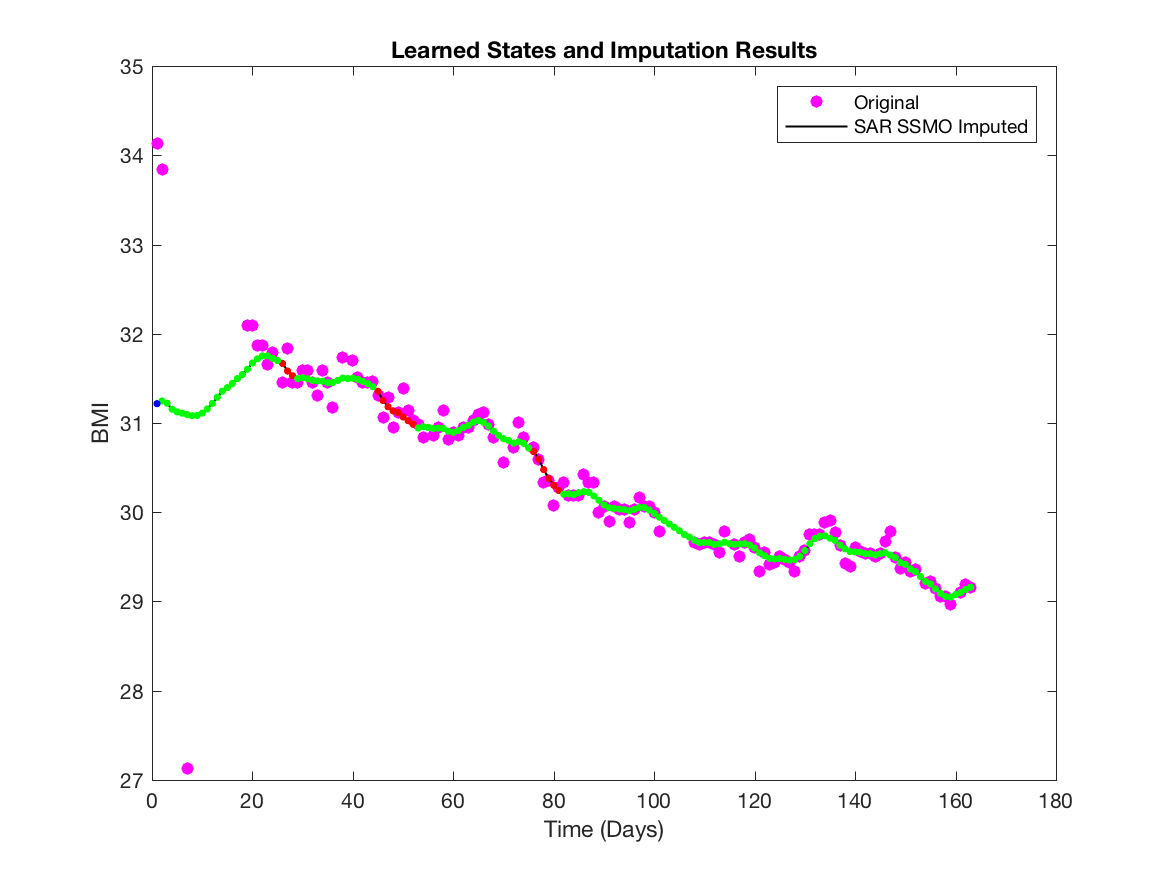 Learned States and Imputation Results
Original
SAR SSMO Imputed
BMI
35
34
33
32
31
30
29
28
27
0 20 40 60 80 100 120 140 160 180
Time (Days)